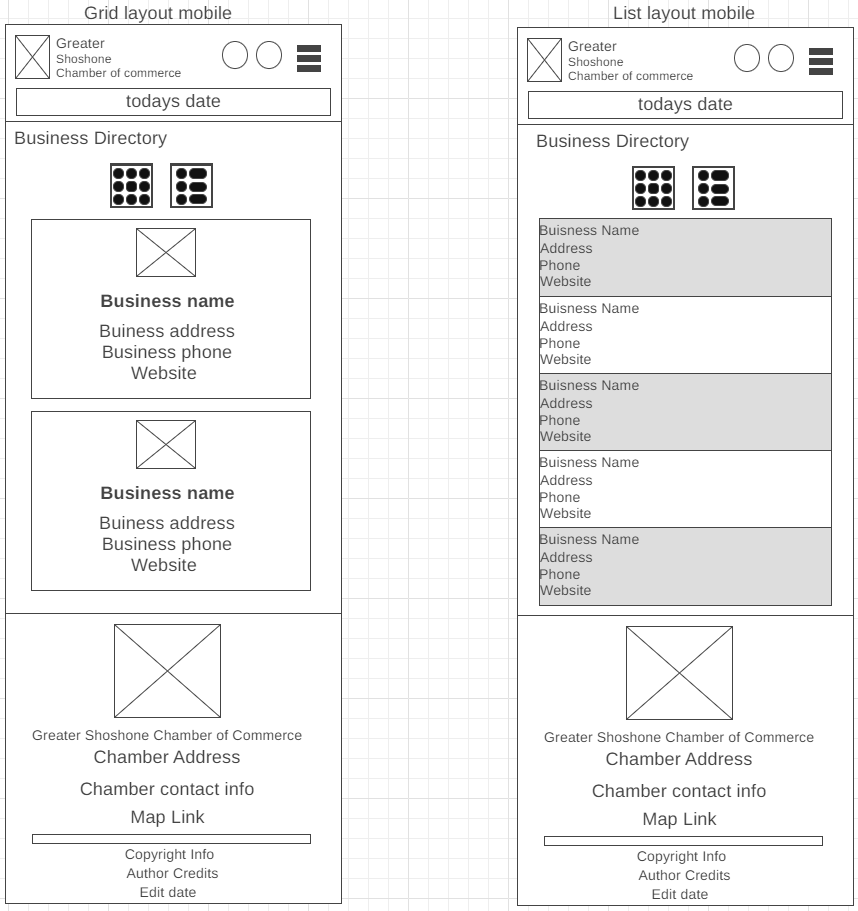 Grid layout mobile
Greater
Shoshone
Chamber of commerce
todays date
Business Directory
Business name
Buiness address
Business phone
Website
Business name
Buiness address
Business phone
Website
Greater Shoshone Chamber of Commerce
Chamber Address
Chamber contact info
Map Link
Copyright Info
Author Credits
Edit date
List layout mobile
Greater
Shoshone
Chamber of commerce
todays date
Business Directory
Buisness Name
Address
Phone
Website
Buisness Name
Address
Phone
Website
Buisness Name
Address
Phone
Website
Buisness Name
Address
Phone
Website
Buisness Name
Address
Phone
Website
Greater Shoshone Chamber of Commerce
Chamber Address
Chamber contact info
Map Link
Copyright Info
Author Credits
Edit date